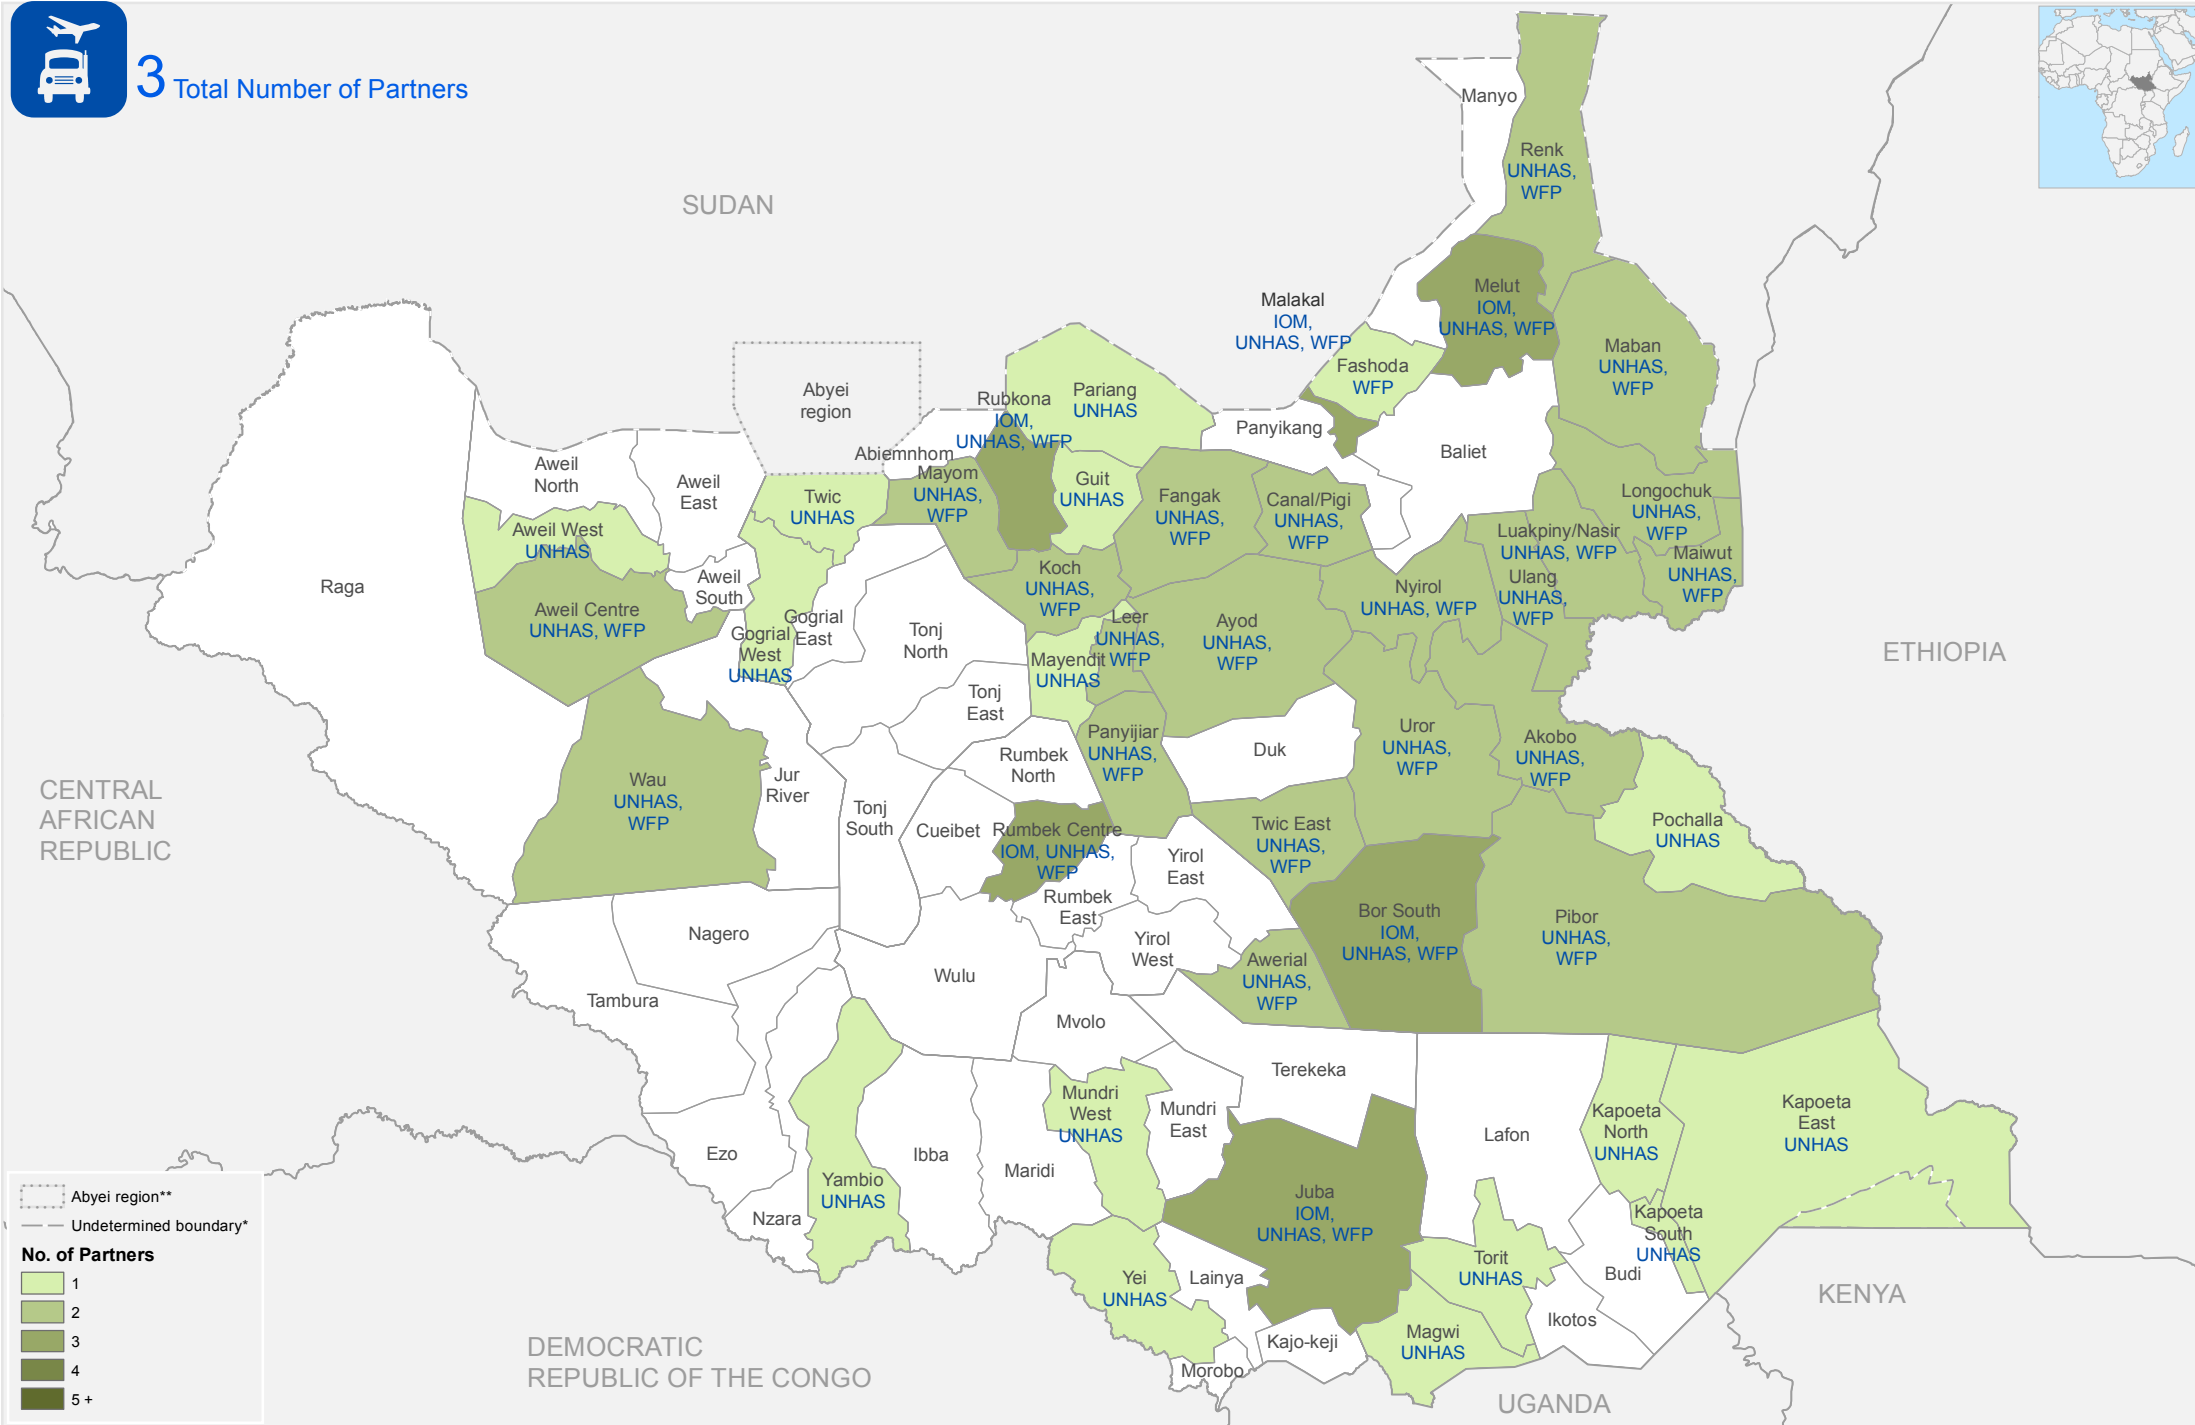 3 Total Number of Partners
SUDAN
Manyo
Renk
UNHAS,
WFP
Melut
IOM,
UNHAS, WFP
Malakal
IOM,
UNHAS, WFP
Fashoda
WFP
Maban
UNHAS,
WFP
Abyei
region
Rubkona
IOM,
UNHAS, WFP
Pariang
UNHAS
Panyikang
Baliet
Abiemnhom
Mayom
UNHAS,
WFP
Guit
UNHAS
Fangak
UNHAS,
WFP
Canal/Pigi
UNHAS,
WFP
Longochuk
UNHAS,
WFP
Luakpiny/Nasir
UNHAS, WFP
Maiwut
UNHAS,
WFP
Ulang
UNHAS,
WFP
Nyirol
UNHAS, WFP
Aweil
North
Aweil
East
Twic
UNHAS
Aweil West
UNHAS
Raga
Aweil
South
Aweil Centre
UNHAS, WFP
Gogrial
West
UNHAS
Gogrial
East
Tonj
North
Koch
UNHAS,
WFP
Leer
UNHAS,
WFP
Mayendit
UNHAS
Ayod
UNHAS,
WFP
ETHIOPIA
Tonj
East
Panyijiar
UNHAS,
WFP
Duk
Uror
UNHAS,
WFP
Akobo
UNHAS,
WFP
Rumbek
North
Wau
UNHAS,
WFP
Jur
River
Tonj
South
Cueibet
Rumbek Centre
IOM, UNHAS,
WFP
Twic East
UNHAS,
WFP
Pochalla
UNHAS
CENTRAL
AFRICAN
REPUBLIC
Yirol
East
Rumbek
East
Yirol
West
Bor South
IOM,
UNHAS, WFP
Pibor
UNHAS,
WFP
Awerial
UNHAS,
WFP
Nagero
Wulu
Tambura
Mvolo
Terekeka
Mundri
West
UNHAS
Mundri
East
Lafon
Kapoeta
North
UNHAS
Kapoeta
East
UNHAS
Ezo
Ibba
Maridi
Yambio
UNHAS
Nzara
Juba
IOM,
UNHAS, WFP
Kapoeta
South
UNHAS
Torit
UNHAS
Budi
Yei
UNHAS
Lainya
Ikotos
Magwi
UNHAS
Kajo-keji
Morobo
KENYA
DEMOCRATIC
REPUBLIC OF THE CONGO
UGANDA
Abyei region**
Undetermined boundary*
No. of Partners
1
2
3
4
5 +